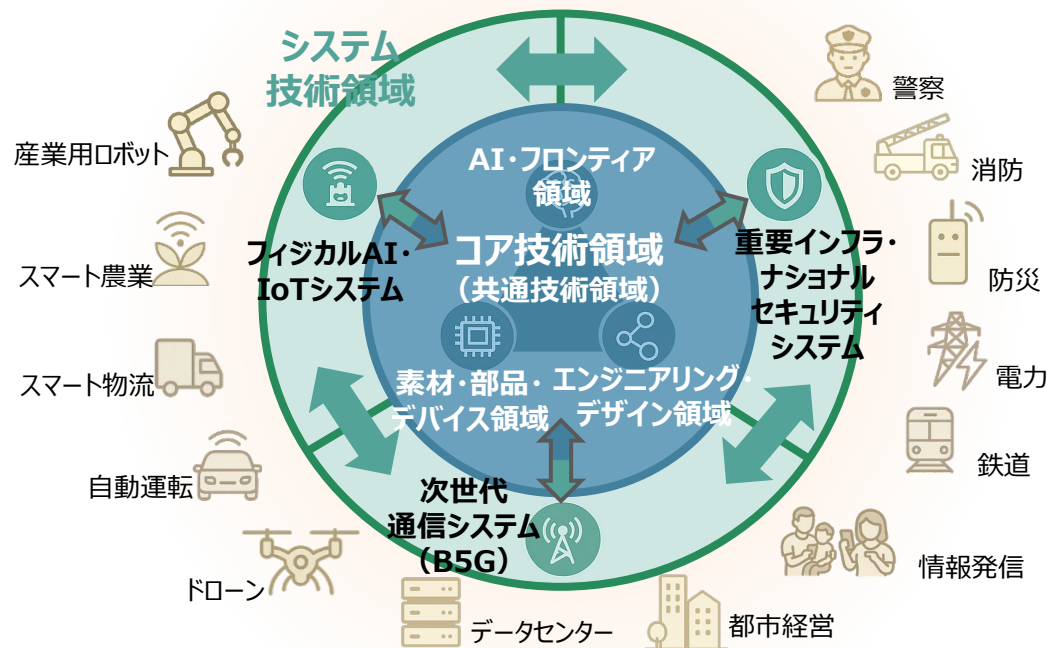 システム
技術領域
警察
消防
防災
電力
鉄道
情報発信
都市経営
データセンター
ドローン
自動運転
スマート物流
スマート農業
産業用ロボット
AI・フロンティア
領域
コア技術領域
(共通技術領域)
フィジカルAI・
IoTシステム
重要インフラ・
ナショナル
セキュリティ
システム
素材・部品・
デバイス領域
エンジニアリング・
デザイン領域
次世代
通信システム
(B5G)